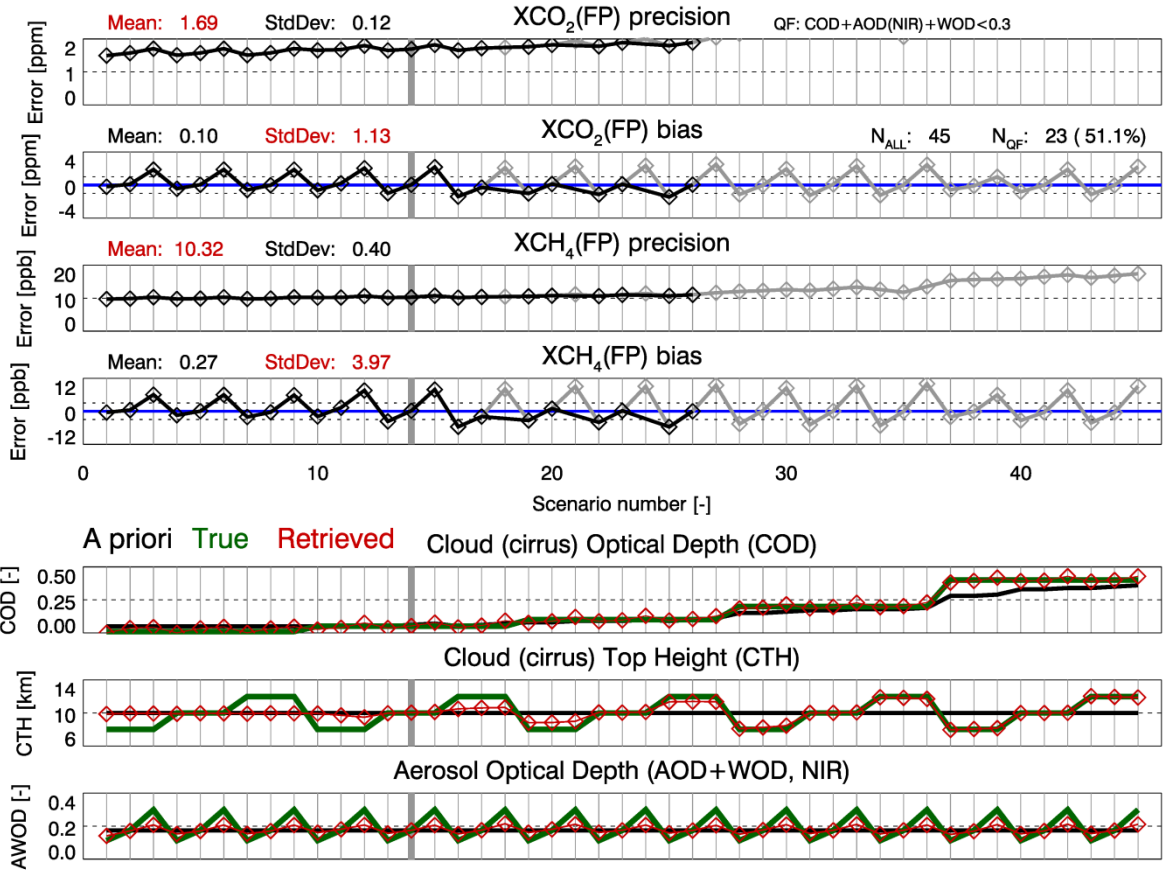 Mean: 1.69 StdDev: 0.12 XCO₂(FP) precision QF: COD+AOD(NIR)+WOD<0.3
Error [ppm]
2
1
0
Mean: 0.10 StdDev: 1.13 XCO₂(FP) bias N_ALL: 45 N_QF: 23 ( 51.1%)
Error [ppm]
4
0
-4
Mean: 10.32 StdDev: 0.40 XCH₄(FP) precision
Error [ppb]
20
10
0
Mean: 0.27 StdDev: 3.97 XCH₄(FP) bias
Error [ppb]
12
0
-12
0 10 20 30 40
Scenario number [-]
A priori True Retrieved Cloud (cirrus) Optical Depth (COD)
COD [-]
0.50
0.25
0.00
Cloud (cirrus) Top Height (CTH)
CTH [km]
14
10
6
Aerosol Optical Depth (AOD+WOD, NIR)
AWOD [-]
0.4
0.2
0.0